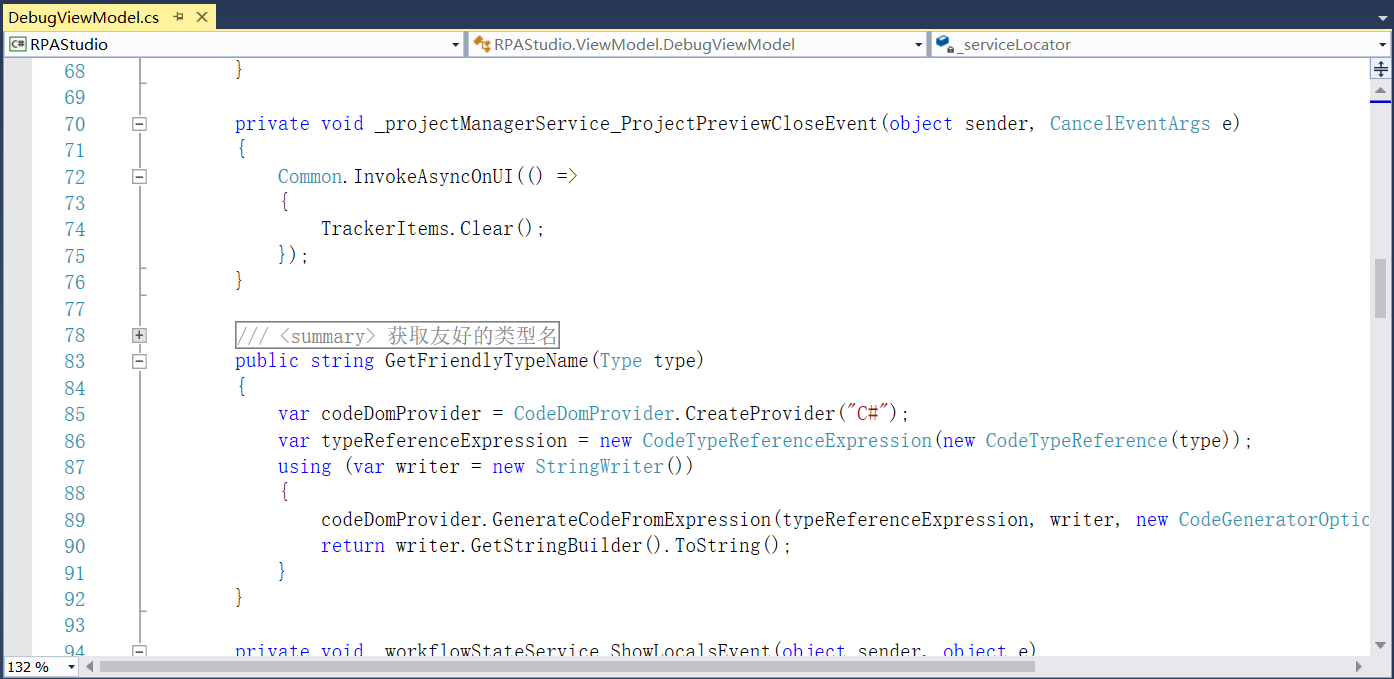 DebugViewModel.cs
RPAStudio RPAStudio.ViewModel.DebugViewModel _serviceLocator
68 }
69
70 private void _projectManagerService_ProjectPreviewCloseEvent(object sender, CancelEventArgs e)
71 {
72 Common.InvokeAsyncOnUI(() =>
73 {
74 TrackerItems.Clear();
75 });
76 }
77
78 /// <summary> 获取友好的类型名
83 public string GetFriendlyTypeName(Type type)
84 {
85 var codeDomProvider = CodeDomProvider.CreateProvider("C#");
86 var typeReferenceExpression = new CodeTypeReferenceExpression(new CodeTypeReference(type));
87 using (var writer = new StringWriter())
88 {
89 codeDomProvider.GenerateCodeFromExpression(typeReferenceExpression, writer, new CodeGeneratorOptio
90 return writer.GetStringBuilder().ToString();
91 }
92 }
93
94 private void _workflowStateService_ShowLocalsEvent(object sender, object e)
132 %